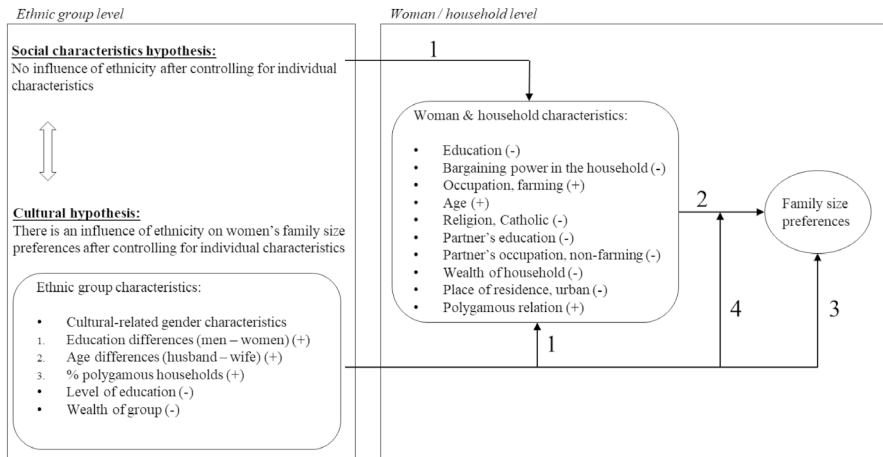 Ethnic group level
Woman / household level
Social characteristics hypothesis:
No influence of ethnicity after controlling for individual
characteristics
Cultural hypothesis:
There is an influence of ethnicity on women's family size
preferences after controlling for individual characteristics
Ethnic group characteristics:
• Cultural-related gender characteristics
1. Education differences (men – women) (+)
2. Age differences (husband – wife) (+)
3. % polygamous households (+)
• Level of education (-)
• Wealth of group (-)
1
Woman & household characteristics:
• Education (-)
• Bargaining power in the household (-)
• Occupation, farming (+)
• Age (+)
• Religion, Catholic (-)
• Partner's education (-)
• Partner's occupation, non-farming (-)
• Wealth of household (-)
• Place of residence, urban (-)
• Polygamous relation (+)
1
2
4
3
Family size
preferences